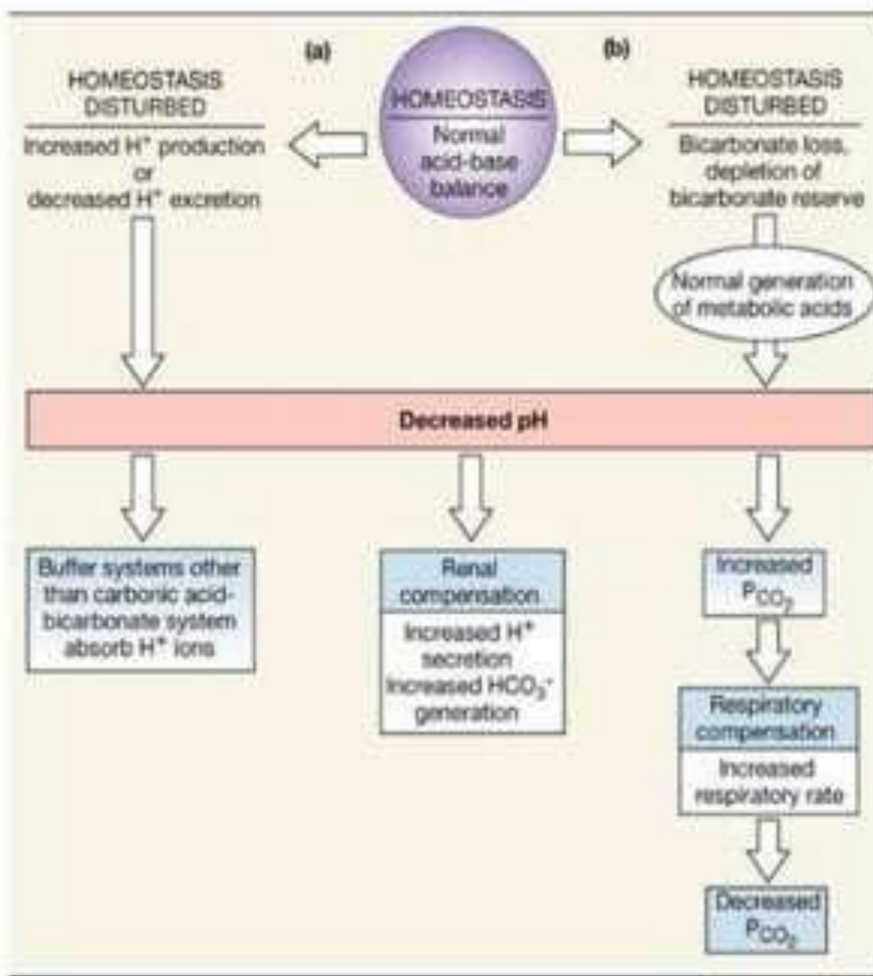 (a)
(b)
HOMEOSTASIS
DISTURBED
Increased H⁺ production
or
decreased H⁺ excretion
HOMEOSTASIS
Normal
acid-base
balance
HOMEOSTASIS
DISTURBED
Bicarbonate loss,
depletion of
bicarbonate reserve
Normal generation
of metabolic acids
Decreased pH
Buffer systems other
than carbonic acid-
bicarbonate system
absorb H⁺ ions
Renal
compensation
Increased H⁺
secretion
Increased HCO₃⁻
generation
Increased
P_CO₂
Respiratory
compensation
Increased
respiratory rate
Decreased
P_CO₂